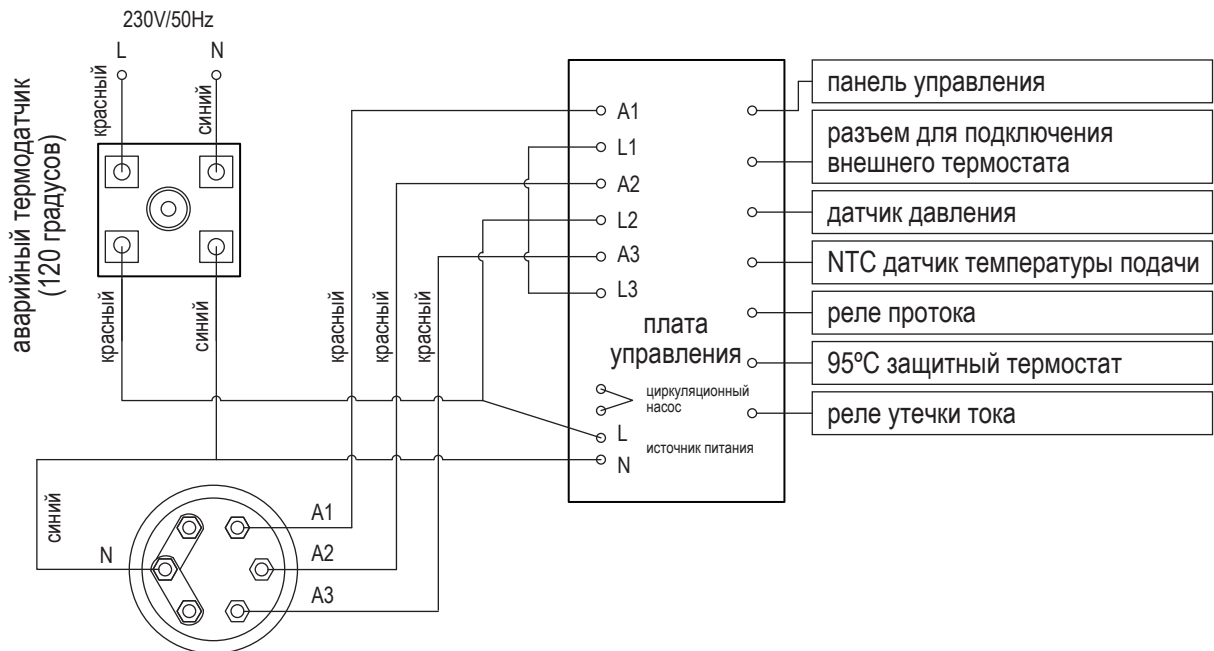 230V/50Hz
L
N
красный
синий
аварийный термодатчик
(120 градусов)
красный
синий
красный
красный
красный
A1
L1
A2
L2
A3
L3
плата
управления
циркуляционный
насос
L
источник питания
N
панель управления
разъем для подключения
внешнего термостата
датчик давления
NTC датчик температуры подачи
реле протока
95ºC защитный термостат
реле утечки тока
синий
N
A1
A2
A3